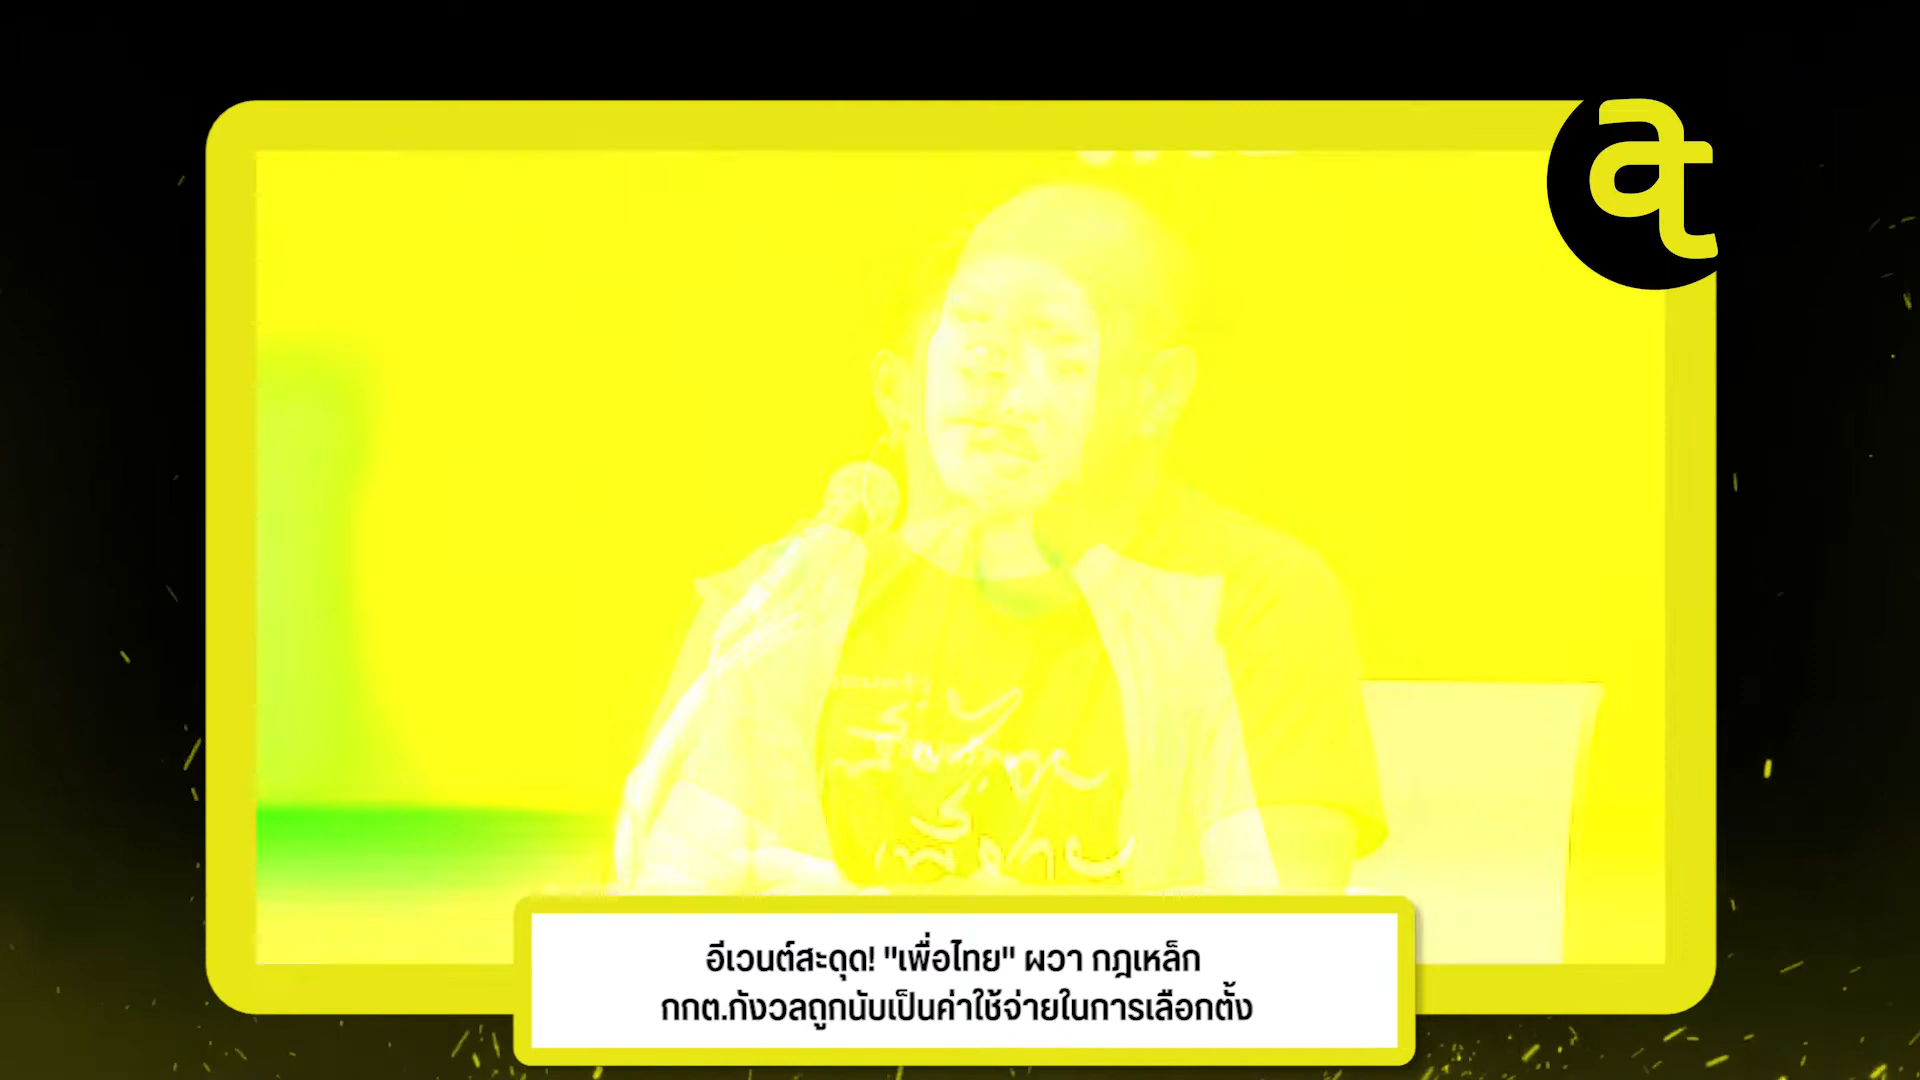 at
อีเวนต์สะดุด! "เพื่อไทย" ผวา กฎเหล็ก
กกต.กังวลถูกนับเป็นค่าใช้จ่ายในการเลือกตั้ง